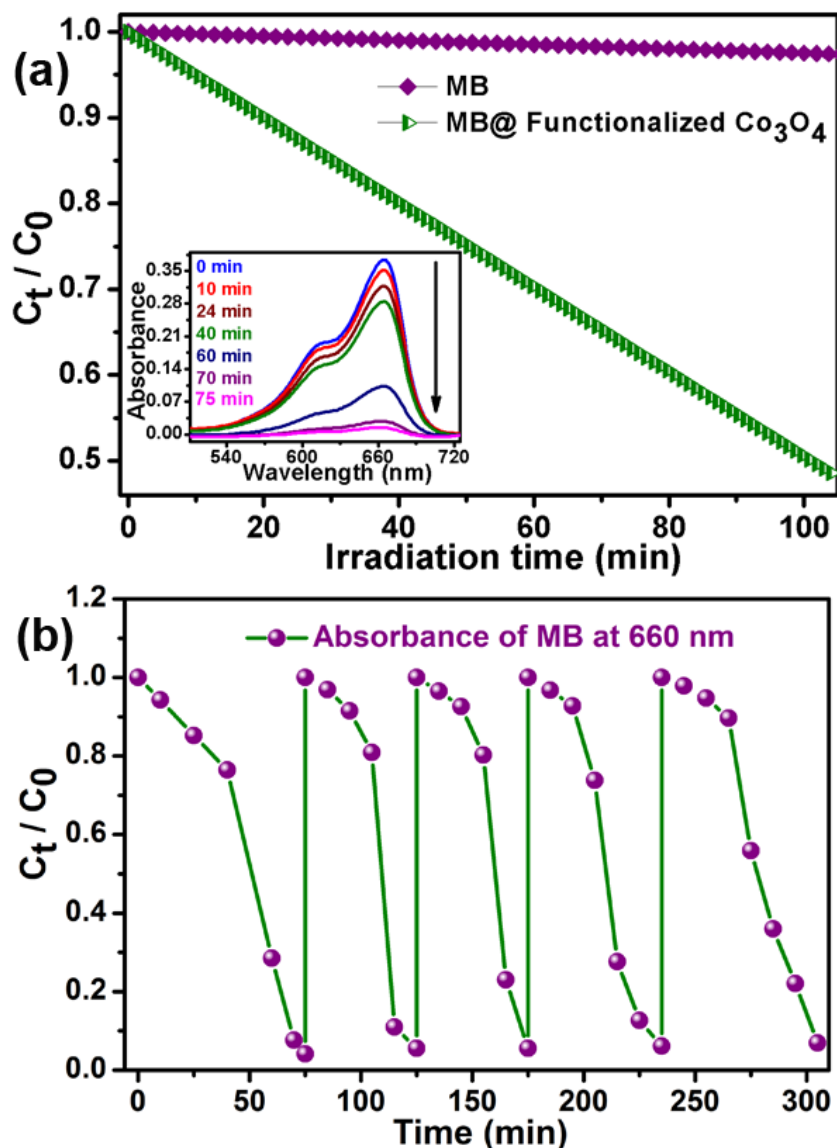 (a)
1.0
0.9
0.8
0.7
0.6
0.5
Ct / C0
MB
MB@ Functionalized Co3O4
0.35
0.28
0.21
0.14
0.07
0.00
Absorbance
0 min
10 min
24 min
40 min
60 min
70 min
75 min
540 600 660 720
Wavelength (nm)
0 20 40 60 80 100
Irradiation time (min)
(b)
1.2
1.0
0.8
0.6
0.4
0.2
0.0
Ct / C0
Absorbance of MB at 660 nm
0 50 100 150 200 250 300
Time (min)